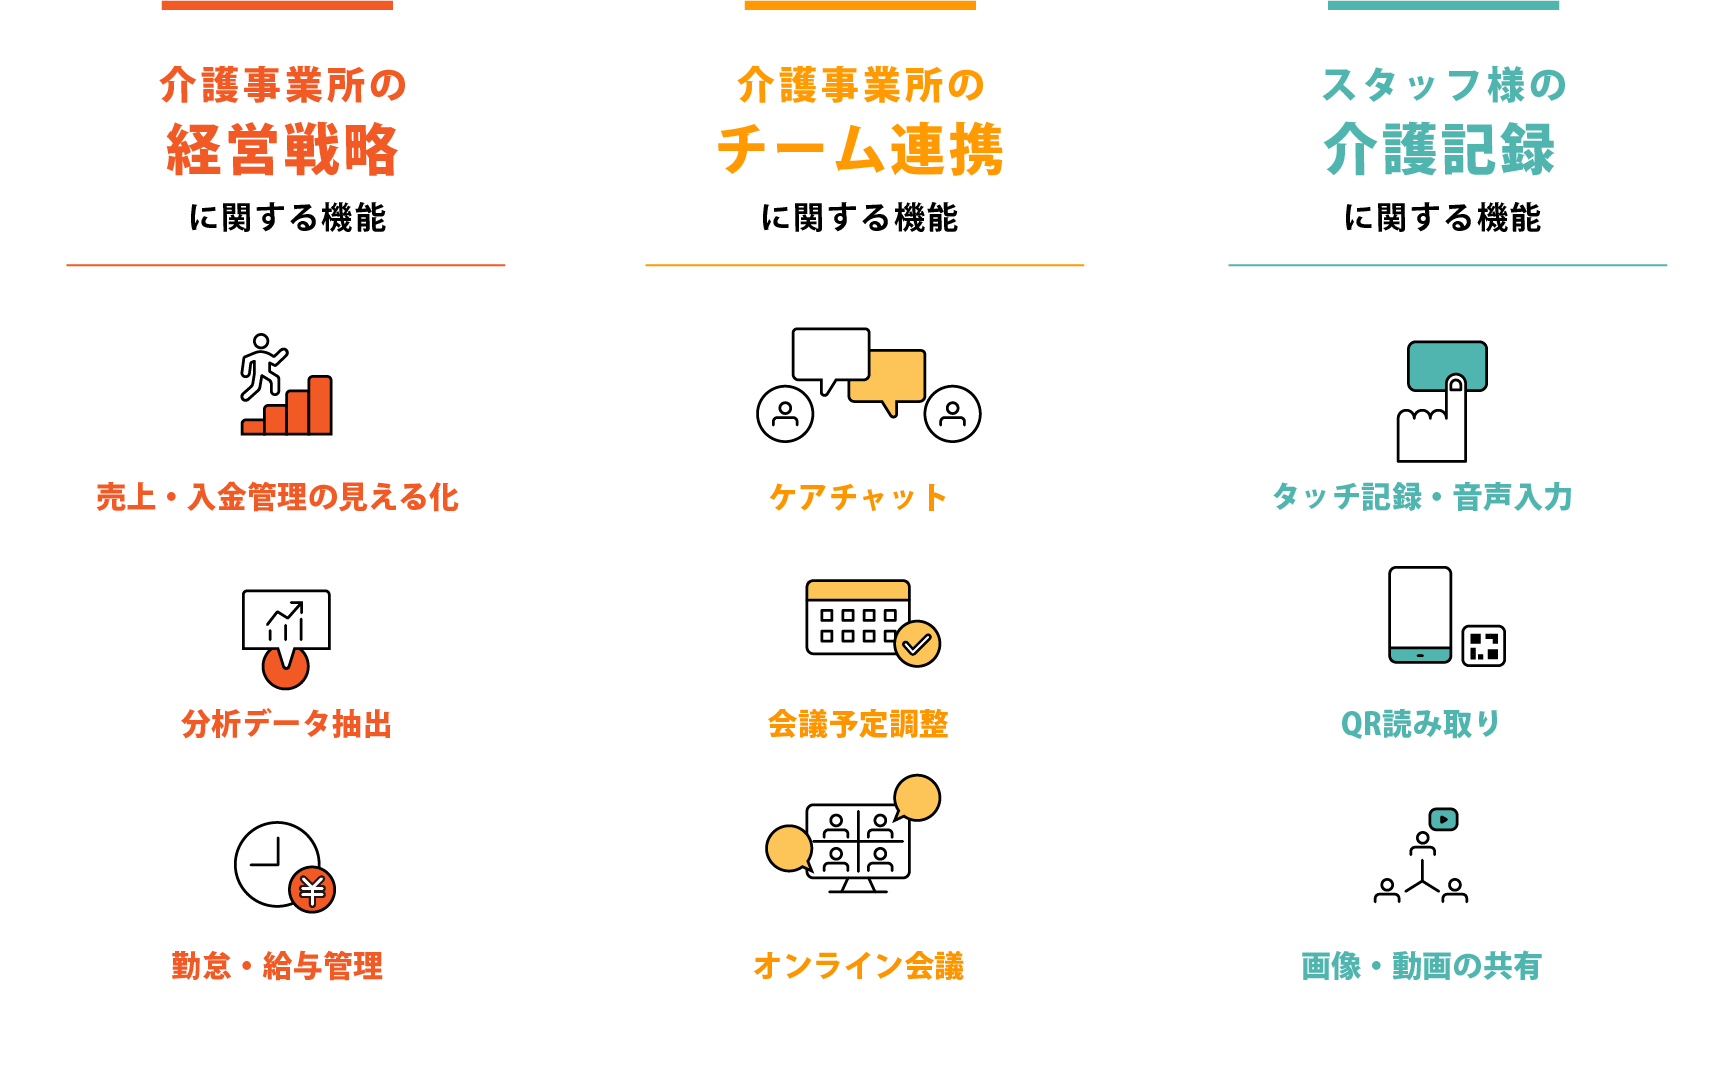 介護事業所の
経営戦略
に関する機能
売上・入金管理の見える化
分析データ抽出
¥
勤怠・給与管理
介護事業所の
チーム連携
に関する機能
ケアチャット
会議予定調整
オンライン会議
スタッフ様の
介護記録
に関する機能
タッチ記録・音声入力
QR読み取り
画像・動画の共有